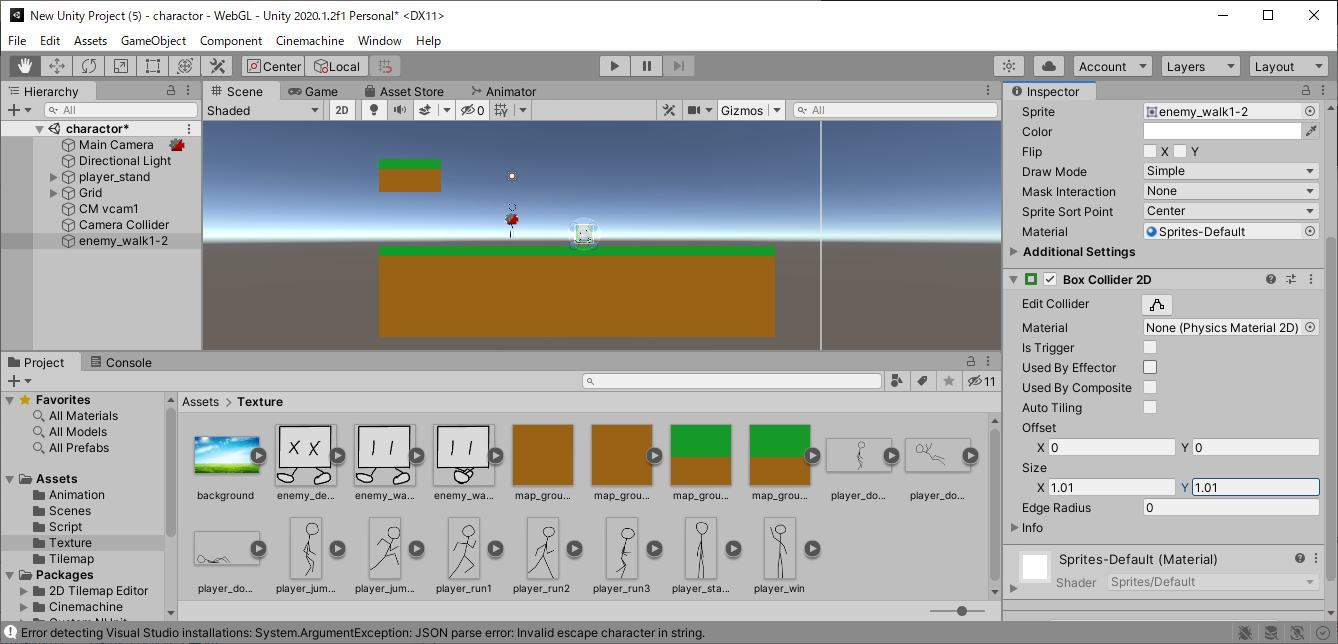 New Unity Project (5) - charactor - WebGL - Unity 2020.1.2f1 Personal* <DX11>
File Edit Assets GameObject Component Cinemachine Window Help
Center Local Account Layers Layout
Hierarchy
All
charactor*
Main Camera
Directional Light
player_stand
Grid
CM vcam1
Camera Collider
enemy_walk1-2
Scene Game Asset Store Animator
Shaded 2D 0 Gizmos All
Inspector
Sprite enemy_walk1-2
Color
Flip X Y
Draw Mode Simple
Mask Interaction None
Sprite Sort Point Center
Material Sprites-Default
Additional Settings
Box Collider 2D
Edit Collider
Material None (Physics Material 2D)
Is Trigger
Used By Effector
Used By Composite
Auto Tiling
Offset
X 0 Y 0
Size
X 1.01 Y 1.01
Edge Radius 0
Info
Sprites-Default (Material)
Shader Sprites/Default
Project Console
11
Favorites
All Materials
All Models
All Prefabs
Assets
Animation
Scenes
Script
Texture
Tilemap
Packages
2D Tilemap Editor
Cinemachine
Assets > Texture
background enemy_de... enemy_wa... enemy_wa... map_grou... map_grou... map_grou... map_grou... player_do... player_do...
player_do... player_jum... player_jum... player_run1 player_run2 player_run3 player_sta... player_win
Error detecting Visual Studio installations: System.ArgumentException: JSON parse error: Invalid escape character in string.